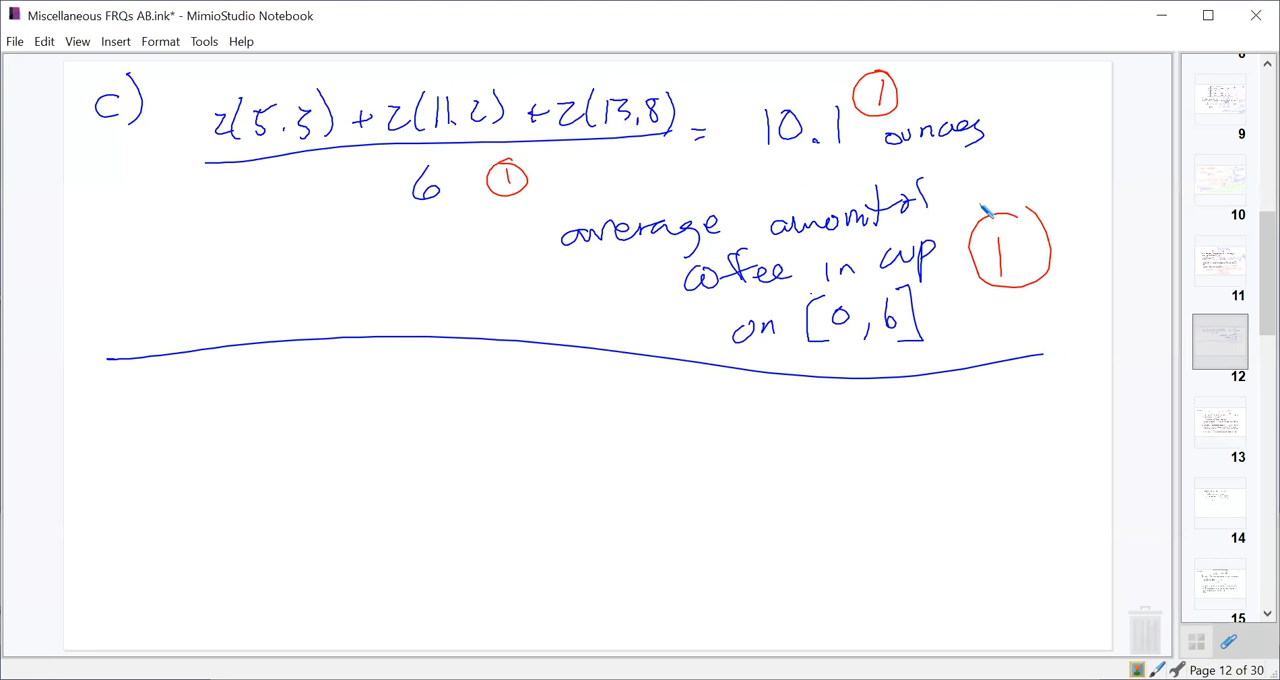 Miscellaneous FRQs AB.ink* - MimioStudio Notebook
File Edit View Insert Format Tools Help
c)
2(5.3) + 2(11.2) + 2(13.8) = 10.1 ounces
6
1
1
average amount of
coffee in cup
on [0, 6]
1
8
9
10
11
12
13
14
15
Page 12 of 30